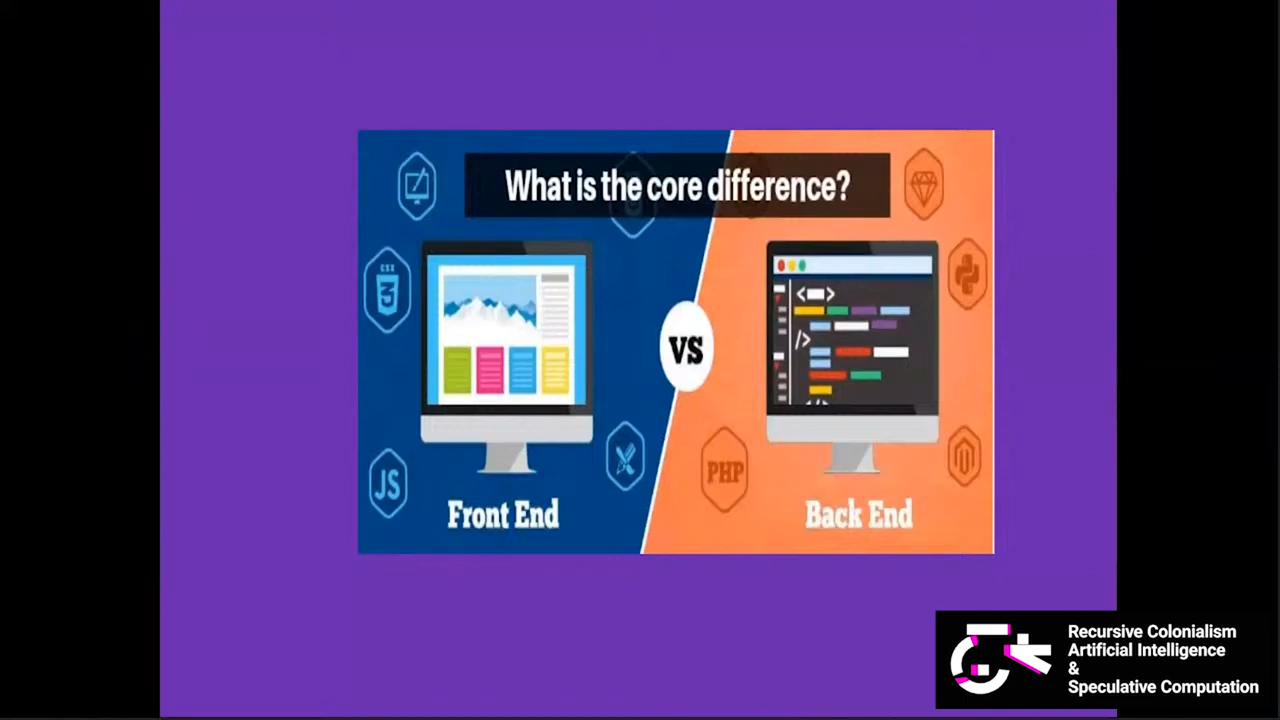 What is the core difference?
CSS
3
VS
JS
PHP
Front End
Back End
Recursive Colonialism
Artificial Intelligence
&
Speculative Computation